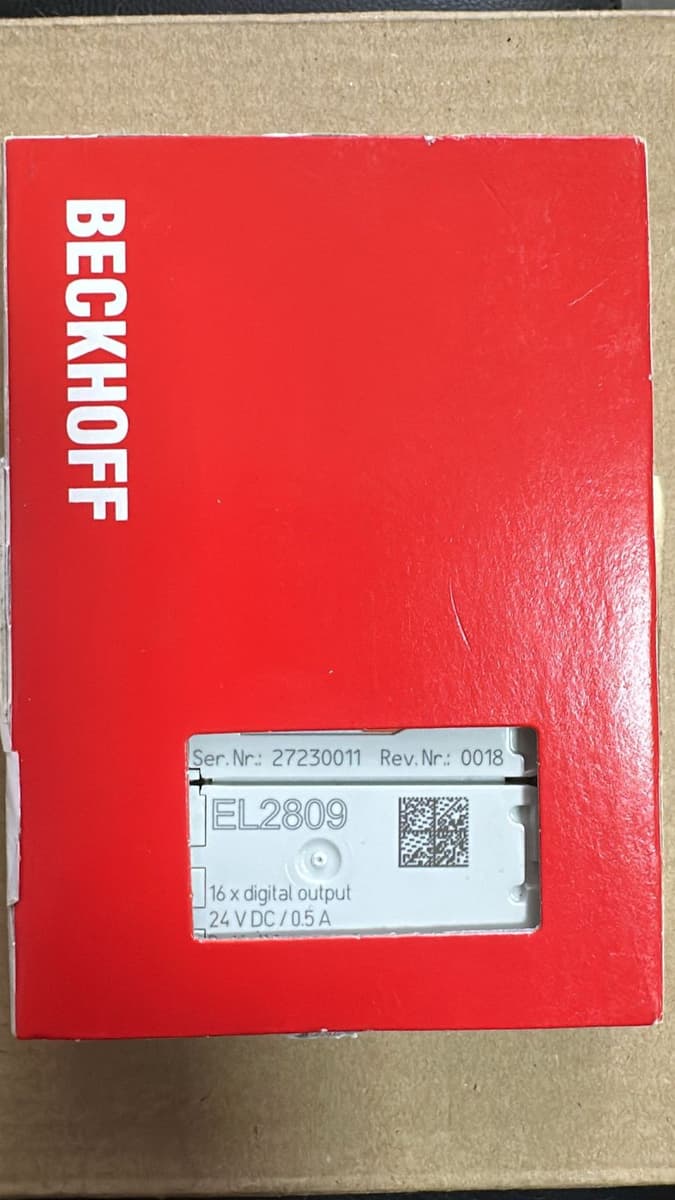 BECKHOFF
Ser. Nr.: 27230011 Rev. Nr.: 0018
EL2809
16 x digital output
24 V DC / 0.5 A